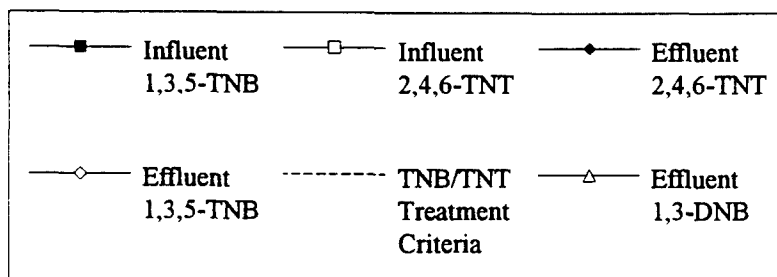 Influent
1,3,5-TNB
Influent
2,4,6-TNT
Effluent
2,4,6-TNT
Effluent
1,3,5-TNB
TNB/TNT
Treatment
Criteria
Effluent
1,3-DNB